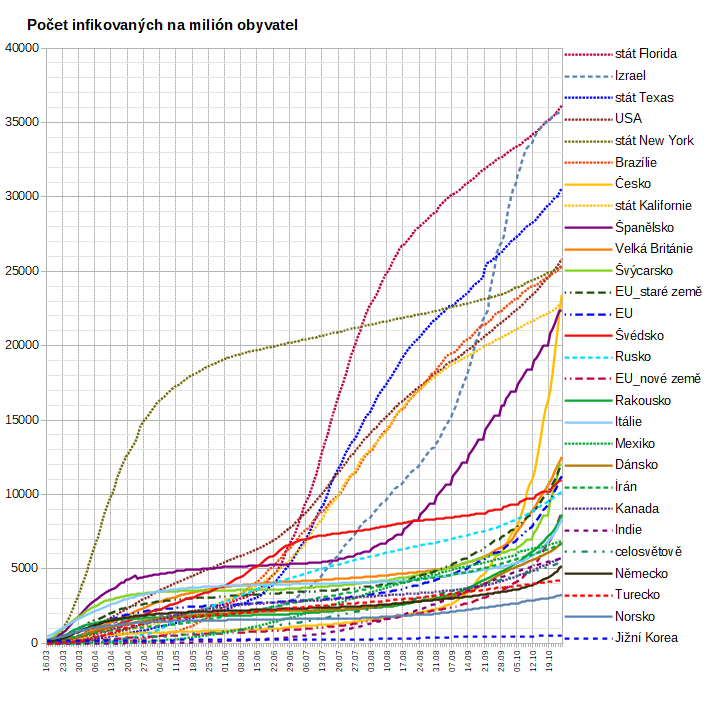 Počet infikovaných na milión obyvatel
40000
35000
30000
25000
20000
15000
10000
5000
0
16.03
23.03
30.03
06.04
13.04
20.04
27.04
04.05
11.05
18.05
25.05
01.06
08.06
15.06
22.06
29.06
06.07
13.07
20.07
27.07
03.08
10.08
17.08
24.08
31.08
07.09
14.09
21.09
28.09
05.10
12.10
19.10
stát Florida
Izrael
stát Texas
USA
stát New York
Brazílie
Česko
stát Kalifornie
Španělsko
Velká Británie
Švýcarsko
EU_staré země
EU
Švédsko
Rusko
EU_nové země
Rakousko
Itálie
Mexiko
Dánsko
Írán
Kanada
Indie
celosvětově
Německo
Turecko
Norsko
Jižní Korea